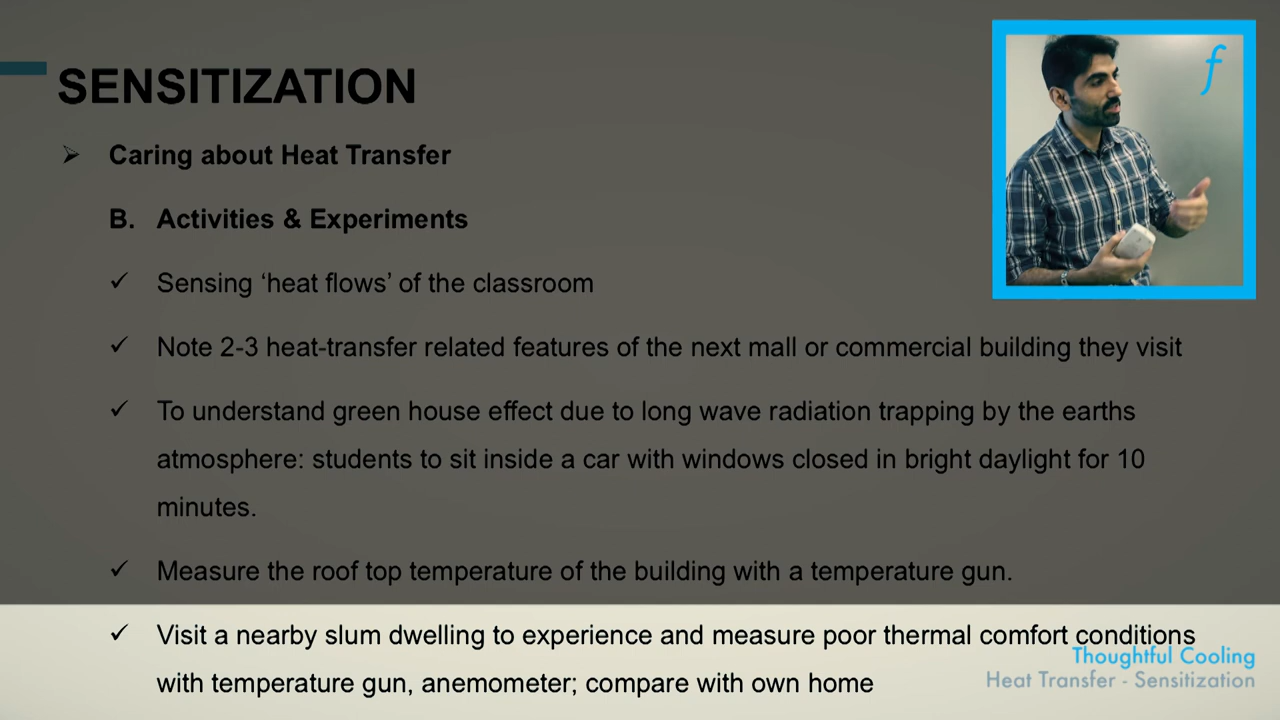 SENSITIZATION
➢ Caring about Heat Transfer
B. Activities & Experiments
✓ Sensing ‘heat flows’ of the classroom
✓ Note 2-3 heat-transfer related features of the next mall or commercial building they visit
✓ To understand green house effect due to long wave radiation trapping by the earths
atmosphere: students to sit inside a car with windows closed in bright daylight for 10
minutes.
✓ Measure the roof top temperature of the building with a temperature gun.
✓ Visit a nearby slum dwelling to experience and measure poor thermal comfort conditions
with temperature gun, anemometer; compare with own home
Thoughtful Cooling
Heat Transfer - Sensitization
f